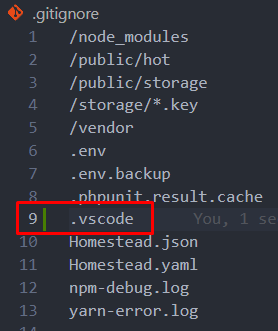 .gitignore
1 /node_modules
2 /public/hot
3 /public/storage
4 /storage/*.key
5 /vendor
6 .env
7 .env.backup
8 .phpunit.result.cache
9 .vscode You, 1 se
10 Homestead.json
11 Homestead.yaml
12 npm-debug.log
13 yarn-error.log